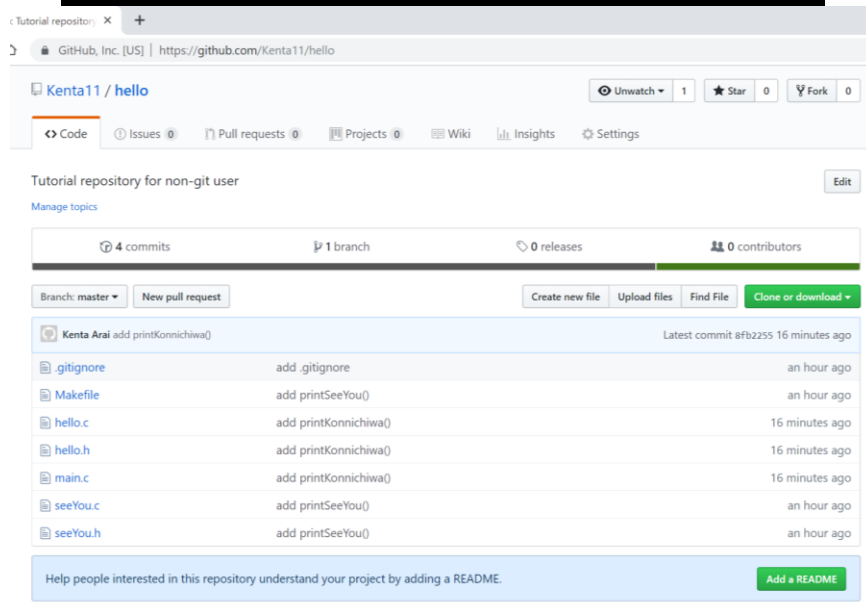 Tutorial repository × +
GitHub, Inc. [US] | https://github.com/Kenta11/hello
Kenta11 / hello Unwatch 1 Star 0 Fork 0
Code Issues 0 Pull requests 0 Projects 0 Wiki Insights Settings
Tutorial repository for non-git user Edit
Manage topics
4 commits 1 branch 0 releases 0 contributors
Branch: master New pull request Create new file Upload files Find File Clone or download
Kenta Arai add printKonnichiwa() Latest commit 8fb2255 16 minutes ago
.gitignore add .gitignore an hour ago
Makefile add printSeeYou() an hour ago
hello.c add printKonnichiwa() 16 minutes ago
hello.h add printKonnichiwa() 16 minutes ago
main.c add printKonnichiwa() 16 minutes ago
seeYou.c add printSeeYou() an hour ago
seeYou.h add printSeeYou() an hour ago
Help people interested in this repository understand your project by adding a README. Add a README